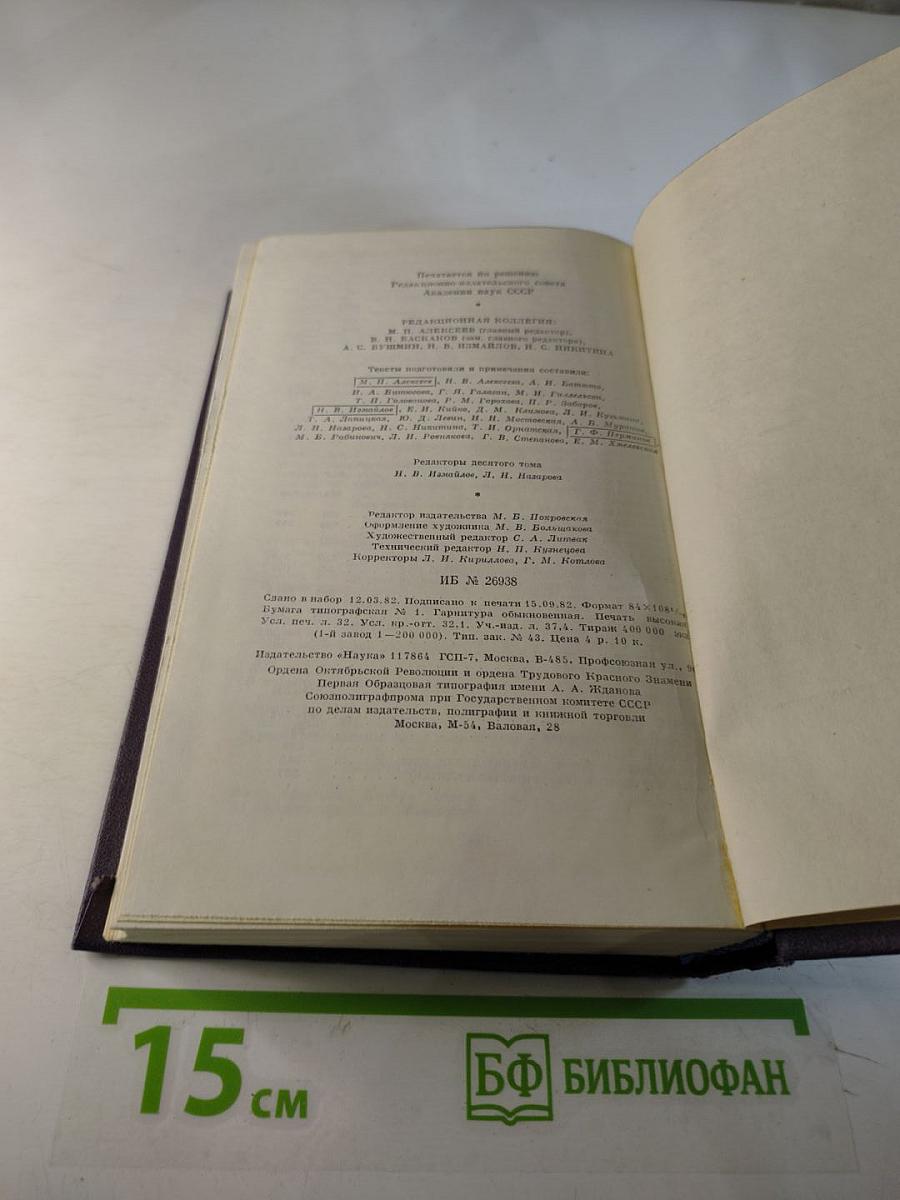 Печатается по решению
Редакционно-издательского совета
Академии наук СССР
*
РЕДАКЦИОННАЯ КОЛЛЕГИЯ:
М. П. АЛЕКСЕЕВ (главный редактор),
В. Н. БАСКАКОВ (зам. главного редактора),
А. С. БУШМИН, Н. В. ИЗМАЙЛОВ, Н. С. НИКИТИНА
Тексты подготовили и примечания составили:
М. П. Алексеев, Н. В. Алексеева, А. И. Батюто,
И. А. Битюгова, Г. Я. Галаган, М. И. Гиллельсон,
Т. П. Голованова, Р. М. Горохова, П. Р. Заборов,
Н. В. Измайлов, Е. И. Кийко, Д. М. Климова, Л. И. Кузьмина,
Т. А. Лапицкая, Ю. Д. Левин, Н. Н. Мостовская, А. Б. Муратов,
Л. Н. Назарова, Н. С. Никитина, Т. И. Орнатская, Г. Ф. Перминов,
М. Б. Рабинович, Л. И. Ровнякова, Г. В. Степанова, Е. М. Хмелевская
Редакторы десятого тома
Н. В. Измайлов, Л. Н. Назарова
*
Редактор издательства М. Б. Покровская
Оформление художника М. В. Большакова
Художественный редактор С. А. Литвак
Технический редактор Н. П. Кузнецова
Корректоры Л. И. Кириллова, Г. М. Котлова
ИБ № 26938
Сдано в набор 12.03.82. Подписано к печати 15.09.82. Формат 84×108¹/
Бумага типографская № 1. Гарнитура обыкновенная. Печать высокая
Усл. печ. л. 32. Усл. кр.-отт. 32,1. Уч.-изд. л. 37,4. Тираж 400 000 экз.
(1-й завод 1—200 000). Тип. зак. № 43. Цена 4 р. 10 к.
Издательство «Наука» 117864 ГСП-7, Москва, В-485, Профсоюзная ул.,
Ордена Октябрьской Революции и ордена Трудового Красного Знамени
Первая Образцовая типография имени А. А. Жданова
Союзполиграфпрома при Государственном комитете СССР
по делам издательств, полиграфии и книжной торговли
Москва, М-54, Валовая, 28
15 см
БФ БИБЛИОФАН